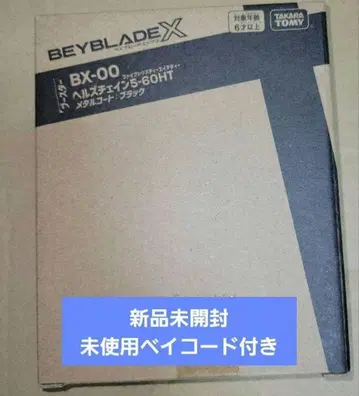 BEYBLADE X
対象年齢
6才以上
TAKARA
TOMY
ブースター
BX-00
ヘルズチェイン5-60HT
メタルコート:ブラック
新品未開封
未使用ベイコード付き